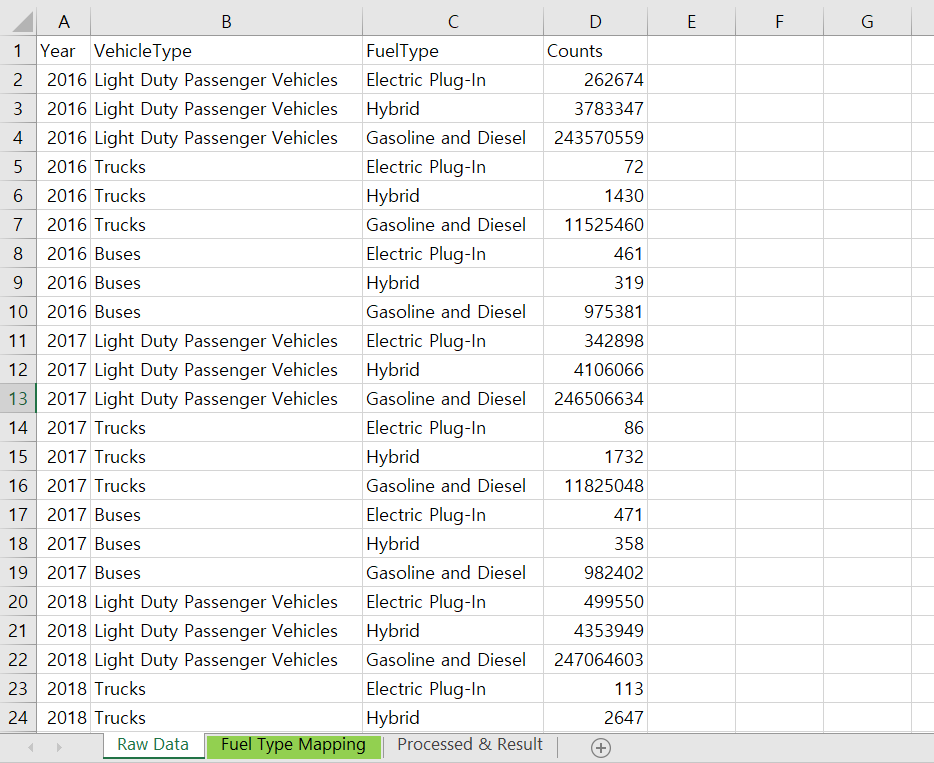 A B C D E F G
1 Year VehicleType FuelType Counts
2 2016 Light Duty Passenger Vehicles Electric Plug-In 262674
3 2016 Light Duty Passenger Vehicles Hybrid 3783347
4 2016 Light Duty Passenger Vehicles Gasoline and Diesel 243570559
5 2016 Trucks Electric Plug-In 72
6 2016 Trucks Hybrid 1430
7 2016 Trucks Gasoline and Diesel 11525460
8 2016 Buses Electric Plug-In 461
9 2016 Buses Hybrid 319
10 2016 Buses Gasoline and Diesel 975381
11 2017 Light Duty Passenger Vehicles Electric Plug-In 342898
12 2017 Light Duty Passenger Vehicles Hybrid 4106066
13 2017 Light Duty Passenger Vehicles Gasoline and Diesel 246506634
14 2017 Trucks Electric Plug-In 86
15 2017 Trucks Hybrid 1732
16 2017 Trucks Gasoline and Diesel 11825048
17 2017 Buses Electric Plug-In 471
18 2017 Buses Hybrid 358
19 2017 Buses Gasoline and Diesel 982402
20 2018 Light Duty Passenger Vehicles Electric Plug-In 499550
21 2018 Light Duty Passenger Vehicles Hybrid 4353949
22 2018 Light Duty Passenger Vehicles Gasoline and Diesel 247064603
23 2018 Trucks Electric Plug-In 113
24 2018 Trucks Hybrid 2647
Raw Data Fuel Type Mapping Processed & Result